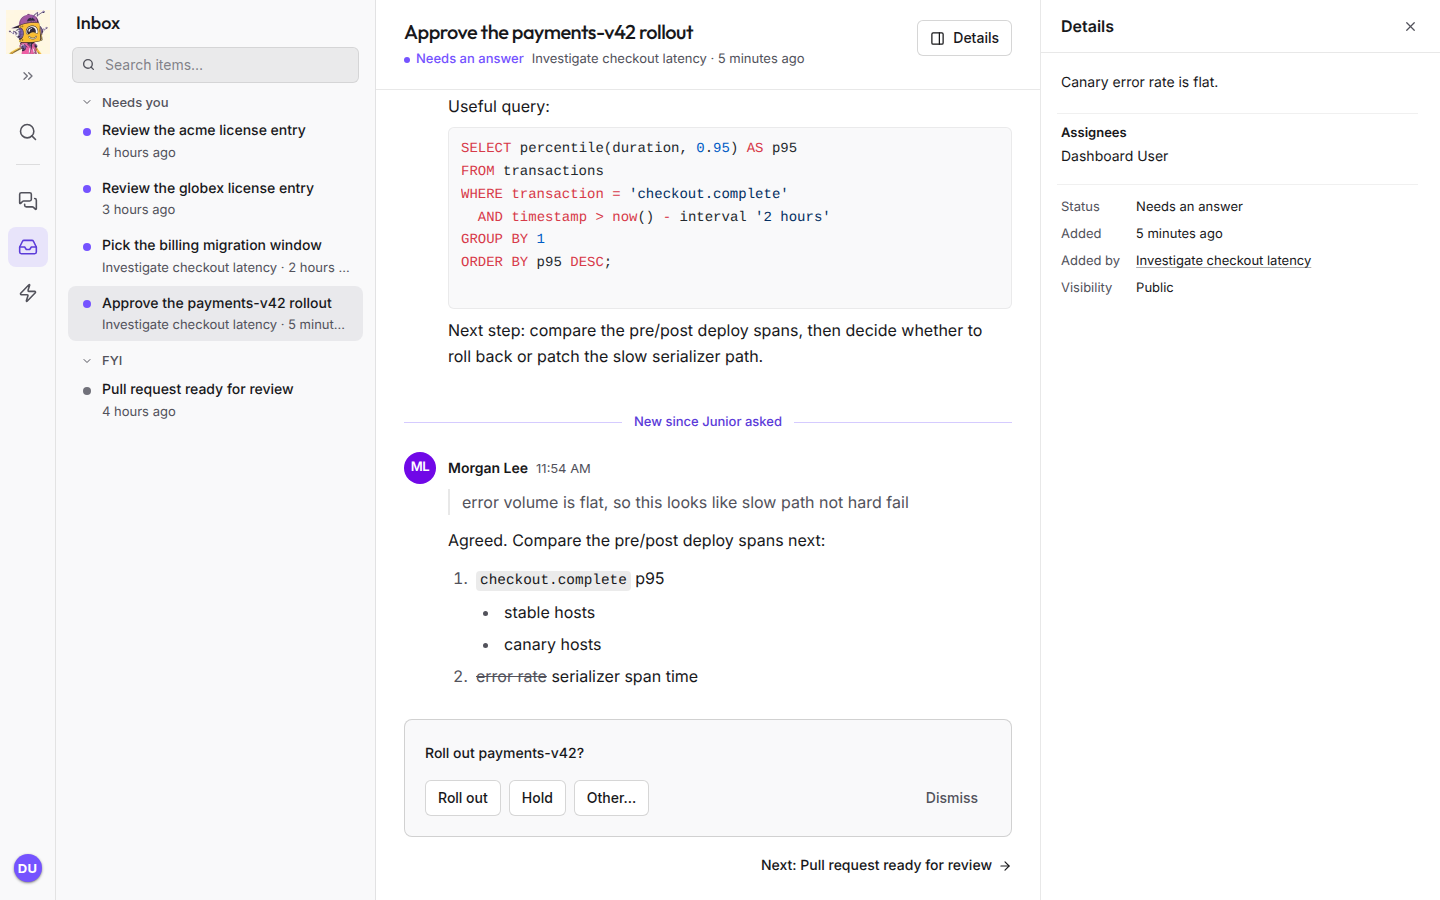 Inbox
Search items...
Needs you
Review the acme license entry
4 hours ago
Review the globex license entry
3 hours ago
Pick the billing migration window
Investigate checkout latency · 2 hours ...
Approve the payments-v42 rollout
Investigate checkout latency · 5 minut...
FYI
Pull request ready for review
4 hours ago
DU
Approve the payments-v42 rollout
Needs an answer Investigate checkout latency · 5 minutes ago
Details
Useful query:
SELECT percentile(duration, 0.95) AS p95
FROM transactions
WHERE transaction = 'checkout.complete'
AND timestamp > now() - interval '2 hours'
GROUP BY 1
ORDER BY p95 DESC;
Next step: compare the pre/post deploy spans, then decide whether to
roll back or patch the slow serializer path.
New since Junior asked
ML Morgan Lee 11:54 AM
error volume is flat, so this looks like slow path not hard fail
Agreed. Compare the pre/post deploy spans next:
1. checkout.complete p95
• stable hosts
• canary hosts
2. error rate serializer span time
Roll out payments-v42?
Roll out Hold Other... Dismiss
Next: Pull request ready for review →
Details
Canary error rate is flat.
Assignees
Dashboard User
Status Needs an answer
Added 5 minutes ago
Added by Investigate checkout latency
Visibility Public